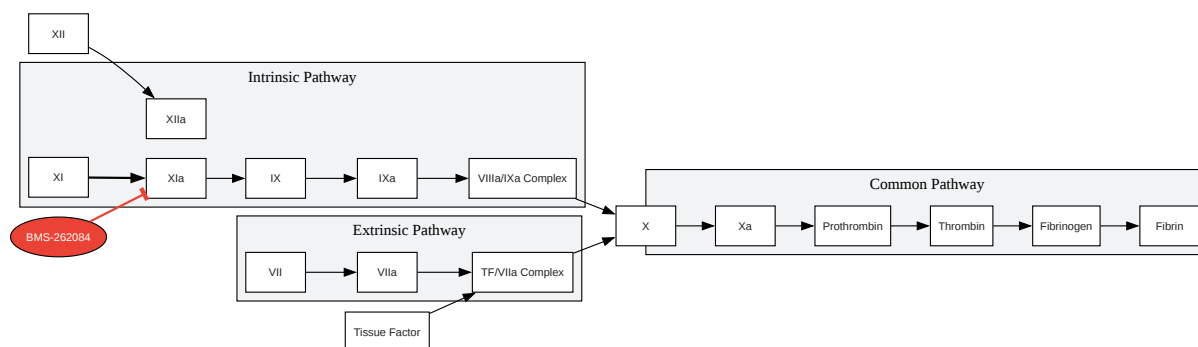 XII
Intrinsic Pathway
XIIa
XI
XIa
IX
IXa
VIIIa/IXa Complex
BMS-262084
Extrinsic Pathway
VII
VIIa
TF/VIIa Complex
Tissue Factor
Common Pathway
X
Xa
Prothrombin
Thrombin
Fibrinogen
Fibrin